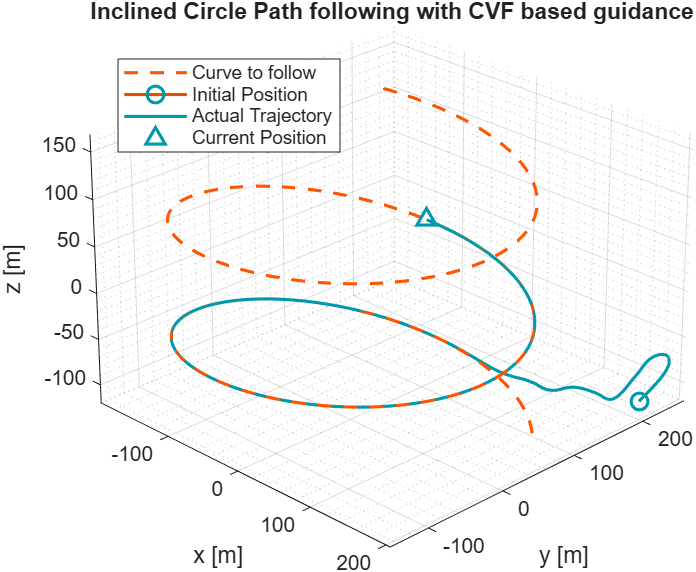 Inclined Circle Path following with CVF based guidance
Curve to follow
Initial Position
Actual Trajectory
Current Position
150
100
50
0
-50
-100
z [m]
-100
0
100
200
x [m]
-100
0
100
200
y [m]